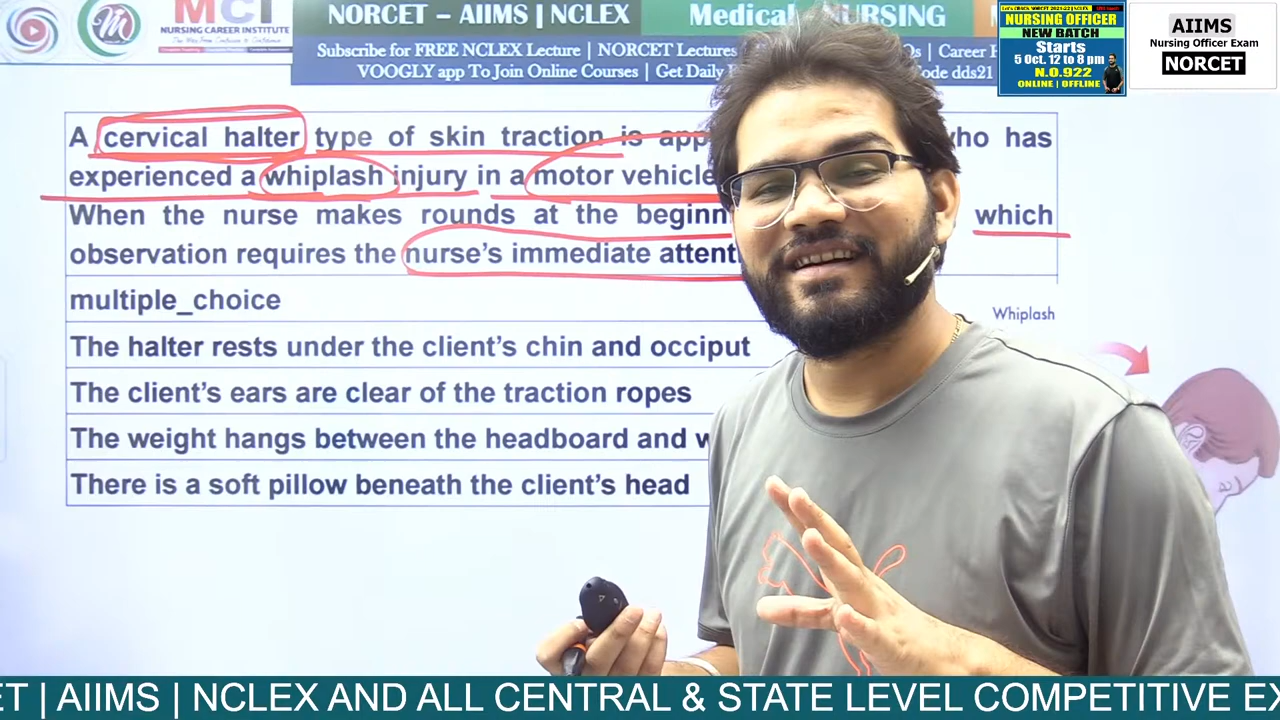 MCI
NURSING CAREER INSTITUTE
NORCET – AIIMS | NCLEX
Medical NURSING
Subscribe for FREE NCLEX Lecture | NORCET Lectures | Career
VOOGLY app To Join Online Courses | Get Daily Code dds21
NURSING OFFICER
NEW BATCH
Starts
5 Oct. 12 to 8 pm
N.O.922
ONLINE | OFFLINE
AIIMS
Nursing Officer Exam
NORCET
A cervical halter type of skin traction is who has
experienced a whiplash injury in a motor vehicle
When the nurse makes rounds at the which
observation requires the nurse's immediate
multiple_choice
The halter rests under the client's chin and occiput
The client's ears are clear of the traction ropes
The weight hangs between the headboard and
There is a soft pillow beneath the client's head
Whiplash
ET | AIIMS | NCLEX AND ALL CENTRAL & STATE LEVEL COMPETITIVE EX